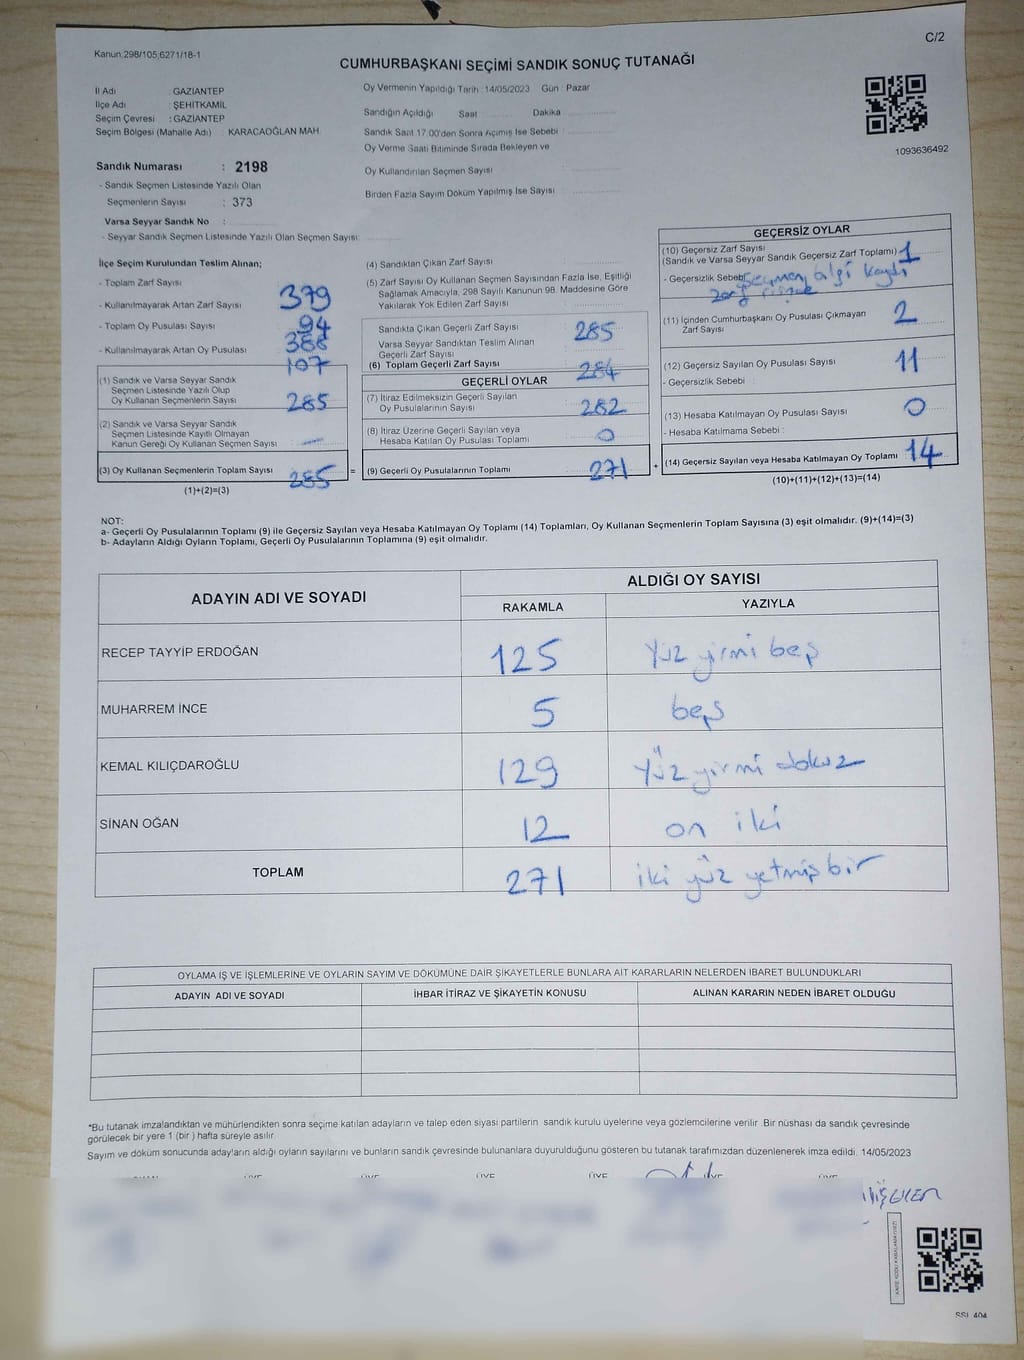 C/2
Kanun:298/105;6271/18-1
CUMHURBAŞKANI SEÇİMİ SANDIK SONUÇ TUTANAĞI
İl Adı : GAZİANTEP
İlçe Adı : ŞEHİTKAMİL
Seçim Çevresi : GAZİANTEP
Seçim Bölgesi (Mahalle Adı) KARACAOĞLAN MAH.
Sandık Numarası : 2198
- Sandık Seçmen Listesinde Yazılı Olan
Seçmenlerin Sayısı : 373
Varsa Seyyar Sandık No :
- Seyyar Sandık Seçmen Listesinde Yazılı Olan Seçmen Sayısı:
Oy Vermenin Yapıldığı Tarih :14/05/2023 Gün : Pazar
Sandığın Açıldığı Saat Dakika
Sandık Saat 17.00'den Sonra Açımış İse Sebebi :
Oy Verme Saati Bitiminde Sırada Bekleyen ve
Oy Kullandırılan Seçmen Sayısı
Birden Fazla Sayım Döküm Yapılmış İse Sayısı
1093636492
İlçe Seçim Kurulundan Teslim Alınan;
- Toplam Zarf Sayısı 379
- Kullanılmayarak Artan Zarf Sayısı 94
- Toplam Oy Pusulası Sayısı 388
- Kullanılmayarak Artan Oy Pusulası 107
(1) Sandık ve Varsa Seyyar Sandık
Seçmen Listesinde Yazılı Olup
Oy Kullanan Seçmenlerin Sayısı 285
(2) Sandık ve Varsa Seyyar Sandık
Seçmen Listesinde Kayıtlı Olmayan
Kanun Gereği Oy Kullanan Seçmen Sayısı —
(3) Oy Kullanan Seçmenlerin Toplam Sayısı 285 =
(1)+(2)=(3)
(4) Sandıktan Çıkan Zarf Sayısı
(5) Zarf Sayısı Oy Kullanan Seçmen Sayısından Fazla İse, Eşitliği
Sağlamak Amacıyla, 298 Sayılı Kanunun 98. Maddesine Göre
Yakılarak Yok Edilen Zarf Sayısı :
Sandıkta Çıkan Geçerli Zarf Sayısı 285
Varsa Seyyar Sandıktan Teslim Alınan
Geçerli Zarf Sayısı
(6) Toplam Geçerli Zarf Sayısı 284
GEÇERLİ OYLAR
(7) İtiraz Edilmeksizin Geçerli Sayılan
Oy Pusulalarının Sayısı 282
(8) İtiraz Üzerine Geçerli Sayılan veya
Hesaba Katılan Oy Pusulaları Toplamı 0
(9) Geçerli Oy Pusulalarının Toplamı 271 +
GEÇERSİZ OYLAR
(10) Geçersiz Zarf Sayısı
(Sandık ve Varsa Seyyar Sandık Geçersiz Zarf Toplamı) 1
- Geçersizlik Sebebi Seçmen bilgi kaydı
(11) İçinden Cumhurbaşkanı Oy Pusulası Çıkmayan
Zarf Sayısı 2
(12) Geçersiz Sayılan Oy Pusulası Sayısı 11
- Geçersizlik Sebebi :
(13) Hesaba Katılmayan Oy Pusulası Sayısı 0
- Hesaba Katılmama Sebebi :
(14) Geçersiz Sayılan veya Hesaba Katılmayan Oy Toplamı 14
(10)+(11)+(12)+(13)=(14)
NOT:
a- Geçerli Oy Pusulalarının Toplamı (9) ile Geçersiz Sayılan veya Hesaba Katılmayan Oy Toplamı (14) Toplamları, Oy Kullanan Seçmenlerin Toplam Sayısına (3) eşit olmalıdır. (9)+(14)=(3)
b- Adayların Aldığı Oyların Toplamı, Geçerli Oy Pusulalarının Toplamına (9) eşit olmalıdır.
ADAYIN ADI VE SOYADI ALDIĞI OY SAYISI
RAKAMLA YAZIYLA
RECEP TAYYİP ERDOĞAN 125 Yüz yirmi beş
MUHARREM İNCE 5 beş
KEMAL KILIÇDAROĞLU 129 yüz yirmi dokuz
SİNAN OĞAN 12 on iki
TOPLAM 271 iki yüz yetmiş bir
OYLAMA İŞ VE İŞLEMLERİNE VE OYLARIN SAYIM VE DÖKÜMÜNE DAİR ŞİKAYETLERLE BUNLARA AİT KARARLARIN NELERDEN İBARET BULUNDUKLARI
ADAYIN ADI VE SOYADI İHBAR İTİRAZ VE ŞİKAYETİN KONUSU ALINAN KARARIN NEDEN İBARET OLDUĞU
*Bu tutanak imzalandıktan ve mühürlendikten sonra seçime katılan adayların ve talep eden siyasi partilerin sandık kurulu üyelerine veya gözlemcilerine verilir. Bir nüshası da sandık çevresinde
görülecek bir yere 1 (bir ) hafta süreyle asılır.
Sayım ve döküm sonucunda adayların aldığı oyların sayılarını ve bunların sandık çevresinde bulunanlara duyurulduğunu gösteren bu tutanak tarafımızdan düzenlenerek imza edildi. 14/05/2023
ÜYE ÜYE ÜYE ÜYE ÜYE ÜYE